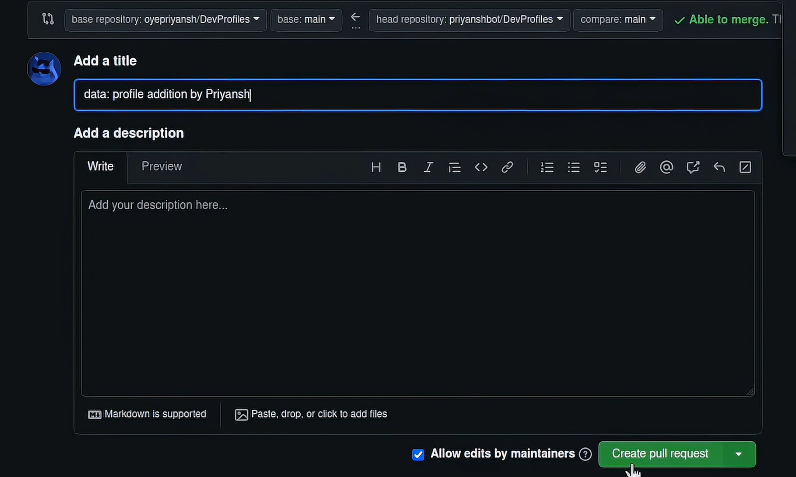 base repository: oyepriyansh/DevProfiles base: main head repository: priyanshbot/DevProfiles compare: main Able to merge.
Add a title
data: profile addition by Priyansh
Add a description
Write Preview
Add your description here...
Markdown is supported Paste, drop, or click to add files
Allow edits by maintainers Create pull request